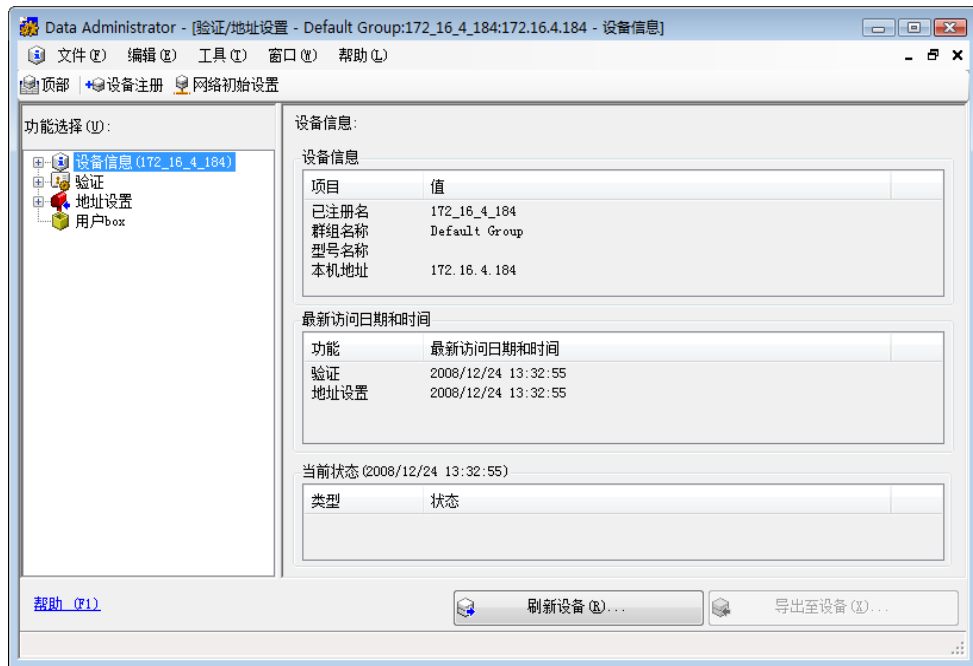 Data Administrator - [验证/地址设置 - Default Group:172_16_4_184:172.16.4.184 - 设备信息]
文件(F) 编辑(E) 工具(T) 窗口(W) 帮助(L)
顶部 设备注册 网络初始设置
功能选择(U):
设备信息(172_16_4_184)
验证
地址设置
用户box
设备信息:
设备信息
项目 值
已注册名 172_16_4_184
群组名称 Default Group
型号名称
本机地址 172.16.4.184
最新访问日期和时间
功能 最新访问日期和时间
验证 2008/12/24 13:32:55
地址设置 2008/12/24 13:32:55
当前状态(2008/12/24 13:32:55)
类型 状态
帮助 (F1)
刷新设备(R)... 导出至设备(X)...